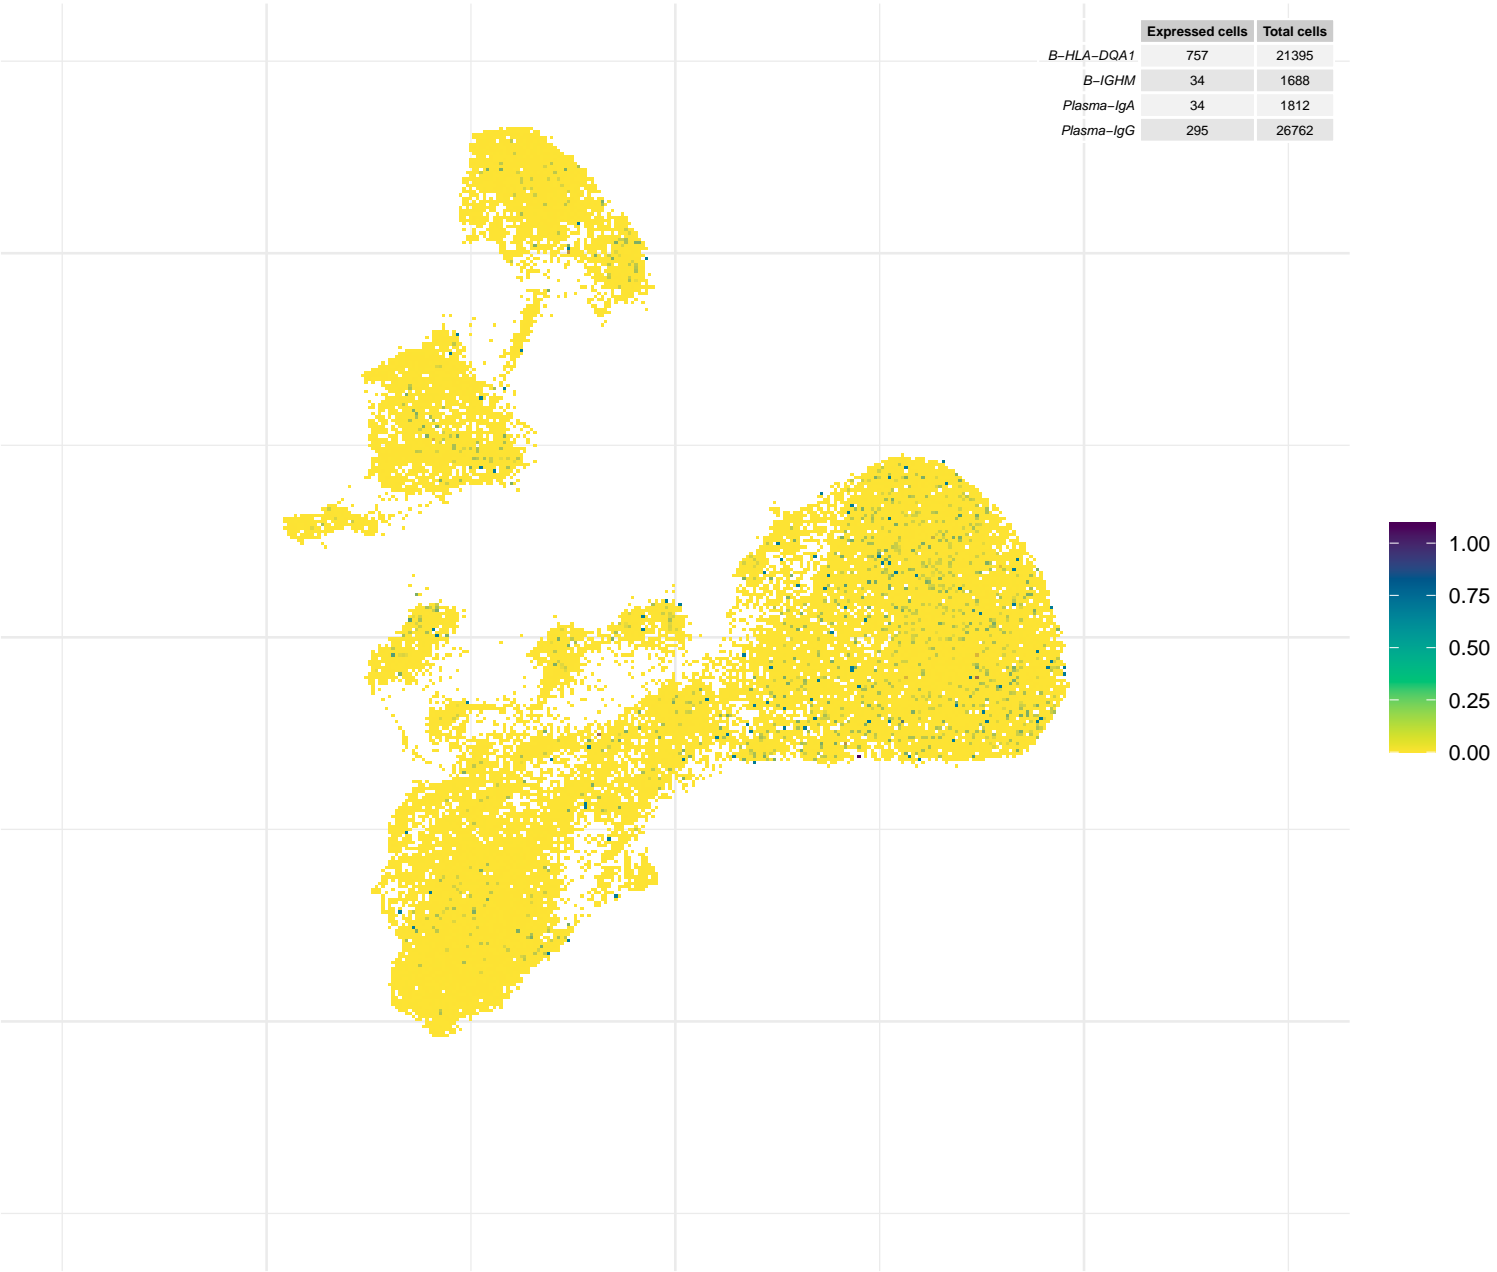 Expressed cells Total cells
B−HLA−DQA1 757 21395
B−IGHM 34 1688
Plasma−IgA 34 1812
Plasma−IgG 295 26762
1.00
0.75
0.50
0.25
0.00